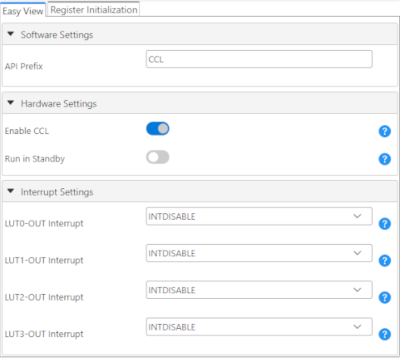 Easy View Register Initialization
Software Settings
API Prefix CCL
Hardware Settings
Enable CCL ?
Run in Standby ?
Interrupt Settings
LUT0-OUT Interrupt INTDISABLE ?
LUT1-OUT Interrupt INTDISABLE ?
LUT2-OUT Interrupt INTDISABLE ?
LUT3-OUT Interrupt INTDISABLE ?